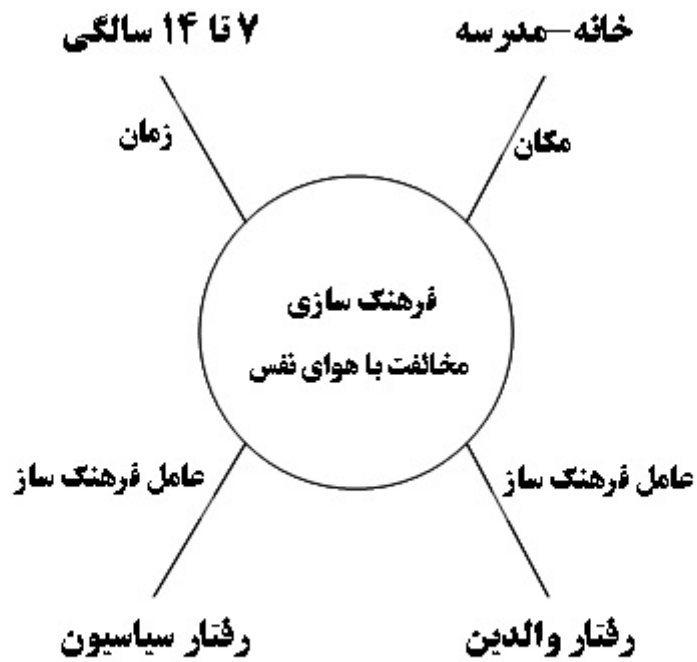 خانه-مدرسه
۷ تا ۱۴ سالگی
مکان
زمان
فرهنگ سازی
مخالفت با هوای نفس
عامل فرهنگ ساز
عامل فرهنگ ساز
رفتار والدین
رفتار سیاسیون